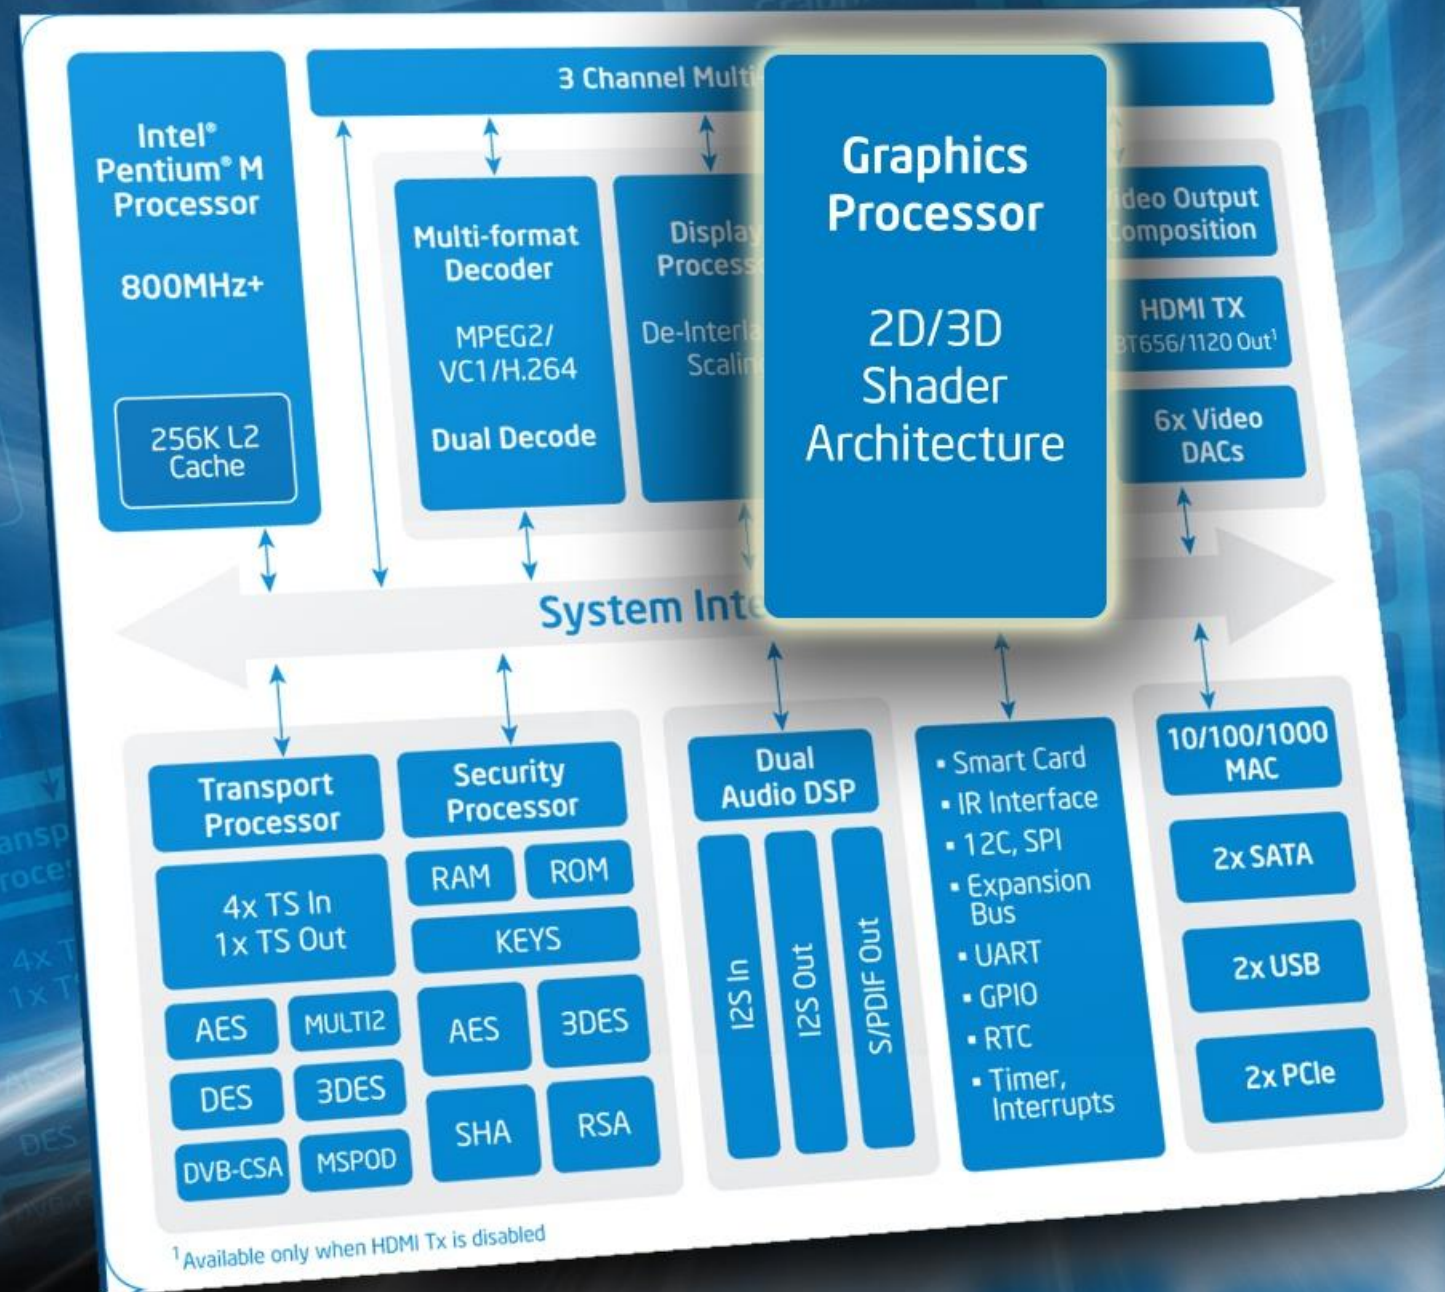 3 Channel Multi-
Intel®
Pentium® M
Processor
800MHz+
256K L2
Cache
Multi-format
Decoder
MPEG2/
VC1/H.264
Dual Decode
Display
Process
De-Interla
Scaling
Graphics
Processor
2D/3D
Shader
Architecture
ideo Output
omposition
HDMI TX
BT656/1120 Out¹
6x Video
DACs
System Inte
Transport
Processor
4x TS In
1x TS Out
AES
MULTI2
DES
3DES
DVB-CSA
MSPOD
Security
Processor
RAM
ROM
KEYS
AES
3DES
SHA
RSA
Dual
Audio DSP
I2S In
I2S Out
S/PDIF Out
▪ Smart Card
▪ IR Interface
▪ 12C, SPI
▪ Expansion
Bus
▪ UART
▪ GPIO
▪ RTC
▪ Timer,
Interrupts
10/100/1000
MAC
2x SATA
2x USB
2x PCIe
¹Available only when HDMI Tx is disabled